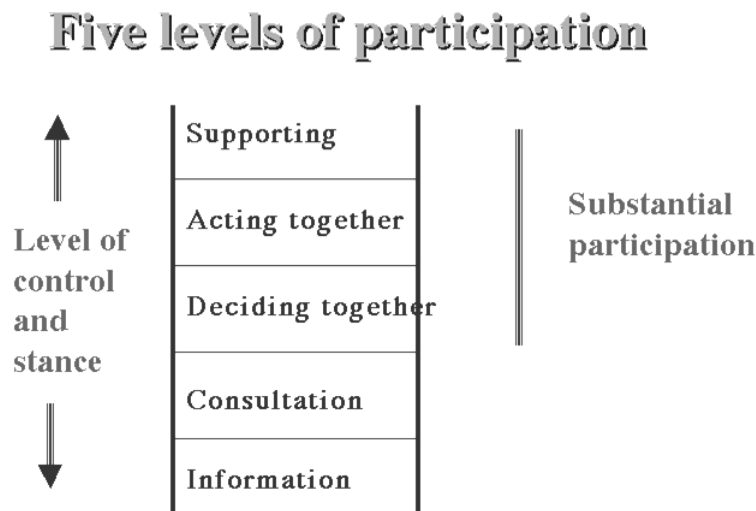 Five levels of participation
Supporting
Acting together
Deciding together
Consultation
Information
Level of
control
and
stance
Substantial
participation